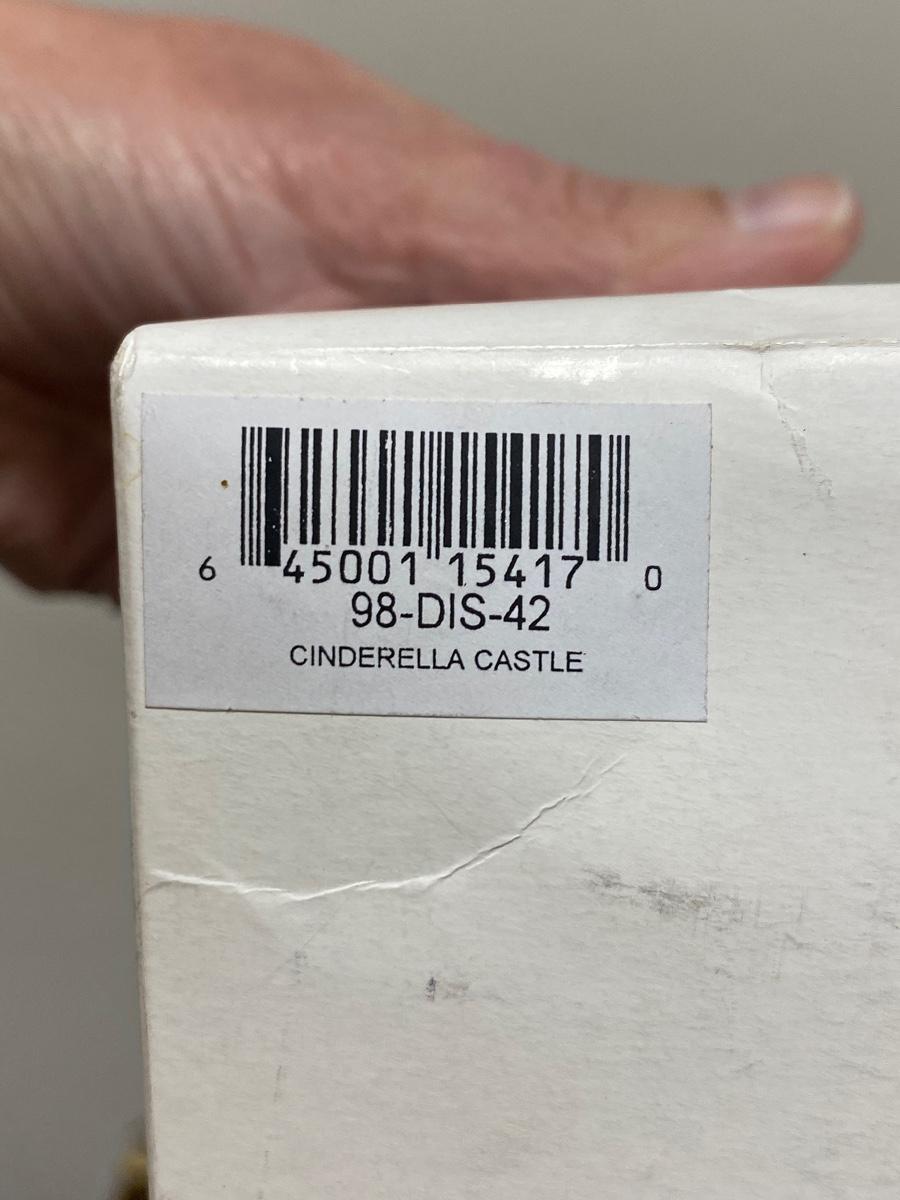 6 45001 15417 0
98-DIS-42
CINDERELLA CASTLE